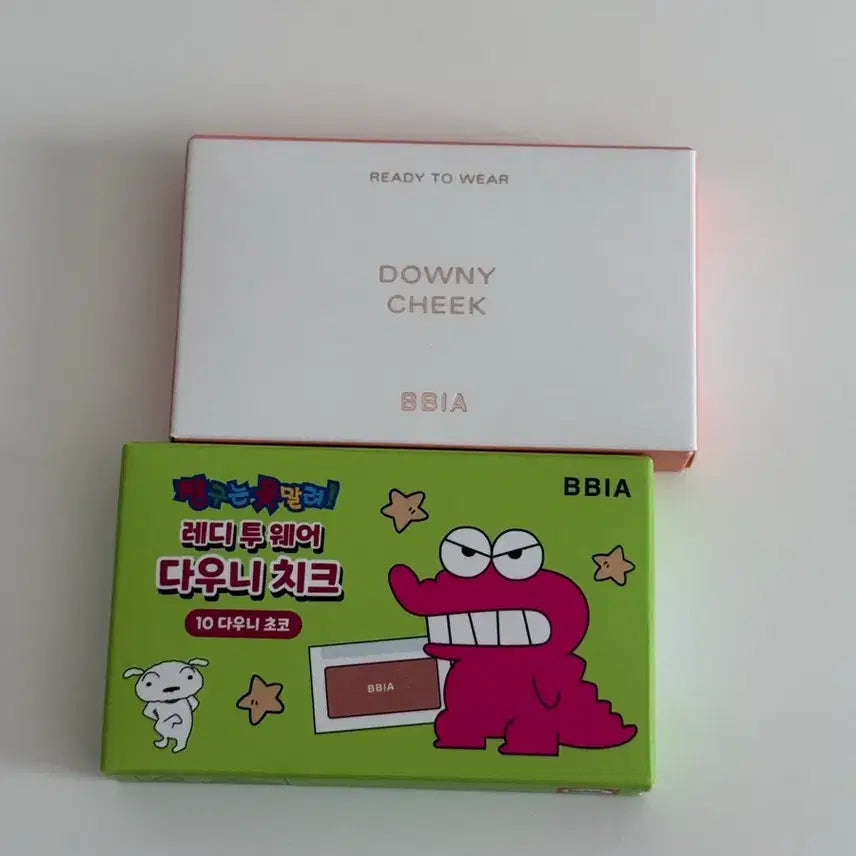 READY TO WEAR
DOWNY
CHEEK
BBIA
짱구는 못말려!
BBIA
레디 투 웨어
다우니 치크
10 다우니 초코
BBIA